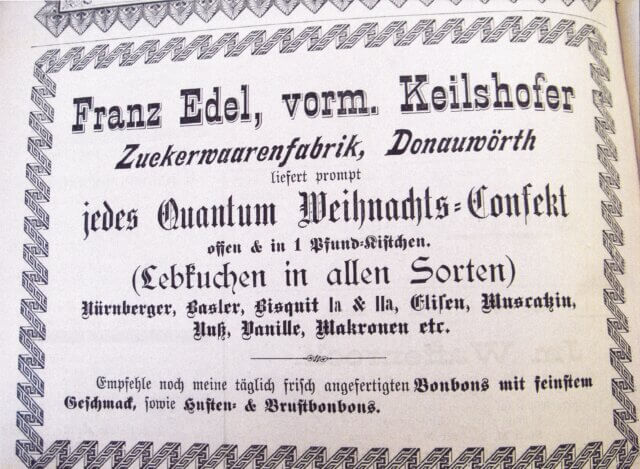 Franz Edel, vorm. Keilshofer
Zuckerwaarenfabrik, Donauwörth
liefert prompt
jedes Quantum Weihnachts-Confekt
offen & in 1 Pfund-Kistchen.
(Lebkuchen in allen Sorten)
Nürnberger, Basler, Bisquit Ia & IIa, Elisen, Muscatzin,
Nuß, Vanille, Makronen etc.
Empfehle noch meine täglich frisch angefertigten Bonbons mit feinstem
Geschmack, sowie Husten- & Brustbonbons.